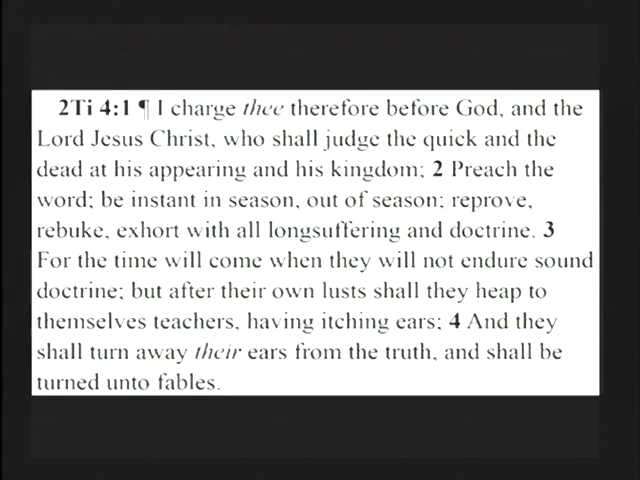 2Ti 4:1 ¶ I charge thee therefore before God, and the
Lord Jesus Christ, who shall judge the quick and the
dead at his appearing and his kingdom; 2 Preach the
word; be instant in season, out of season; reprove,
rebuke, exhort with all longsuffering and doctrine. 3
For the time will come when they will not endure sound
doctrine; but after their own lusts shall they heap to
themselves teachers, having itching ears; 4 And they
shall turn away their ears from the truth, and shall be
turned unto fables.